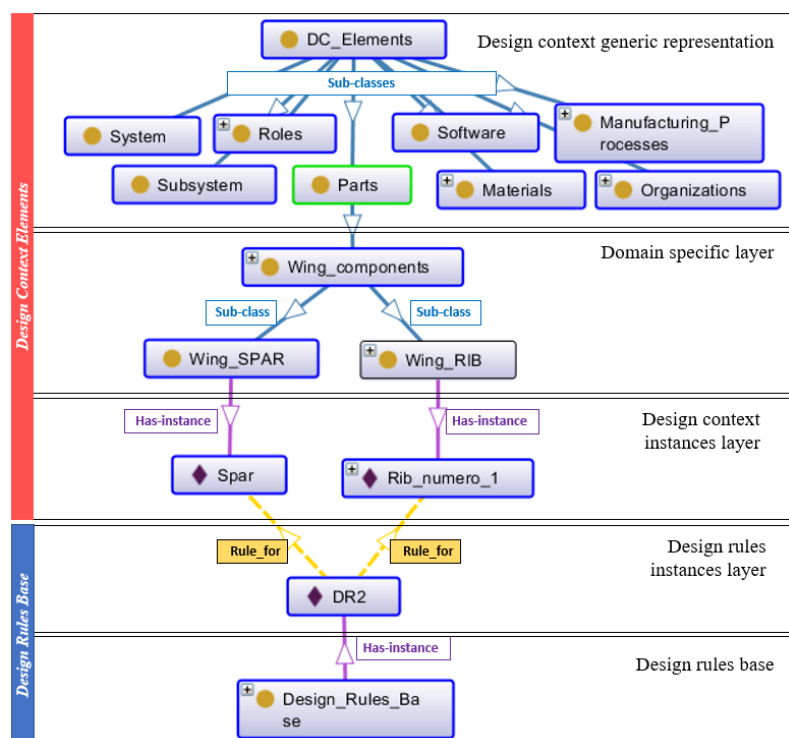 DC_Elements
Design context generic representation
Sub-classes
System
Roles
Software
Manufacturing_P
rocesses
Subsystem
Parts
Materials
Organizations
Design Context Elements
Domain specific layer
Wing_components
Sub-class
Sub-class
Wing_SPAR
Wing_RIB
Has-instance
Has-instance
Design context
instances layer
Spar
Rib_numero_1
Design Rules Base
Rule_for
Rule_for
Design rules
instances layer
DR2
Has-instance
Design rules base
Design_Rules_Ba
se